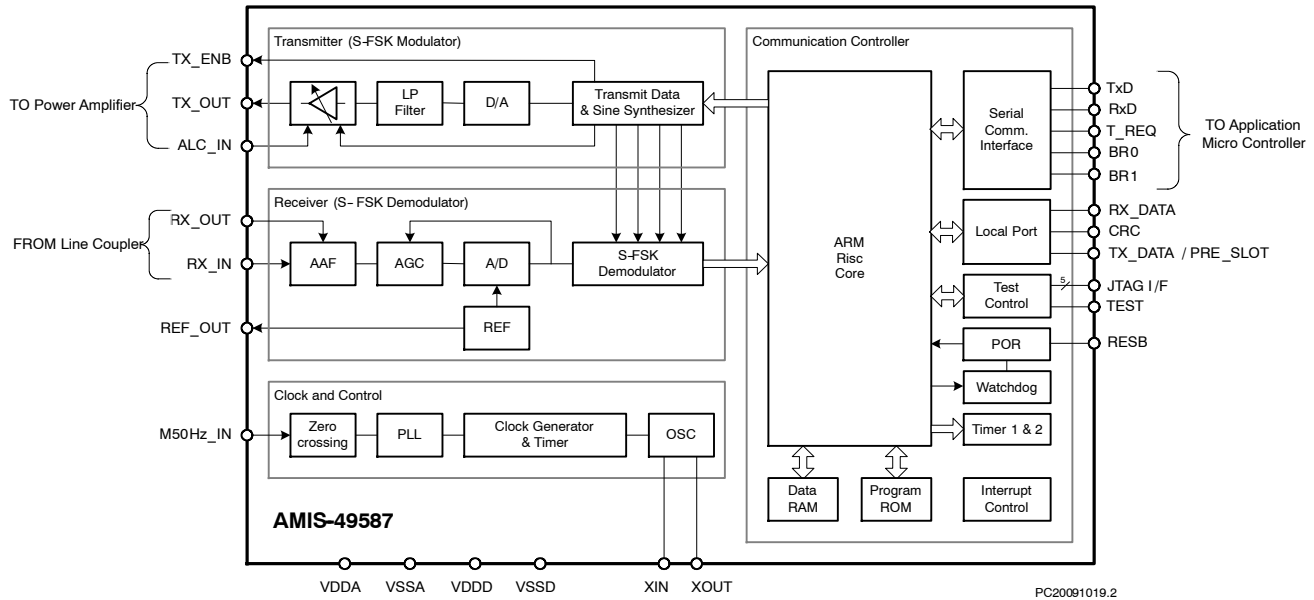 Transmitter (S-FSK Modulator)
Communication Controller
TX_ENB
TO Power Amplifier
TX_OUT
ALC_IN
LP
Filter
D/A
Transmit Data
& Sine Synthesizer
ARM
Risc
Core
Serial
Comm.
Interface
TxD
RxD
T_REQ
BR0
BR1
TO Application
Micro Controller
Receiver (S-FSK Demodulator)
RX_OUT
FROM Line Coupler
RX_IN
REF_OUT
AAF
AGC
A/D
S-FSK
Demodulator
REF
Local Port
RX_DATA
CRC
TX_DATA / PRE_SLOT
Test
Control
5
JTAG I/F
TEST
POR
RESB
Watchdog
Timer 1 & 2
Clock and Control
M50Hz_IN
Zero
crossing
PLL
Clock Generator
& Timer
OSC
Data
RAM
Program
ROM
Interrupt
Control
AMIS-49587
VDDA
VSSA
VDDD
VSSD
XIN
XOUT
PC20091019.2